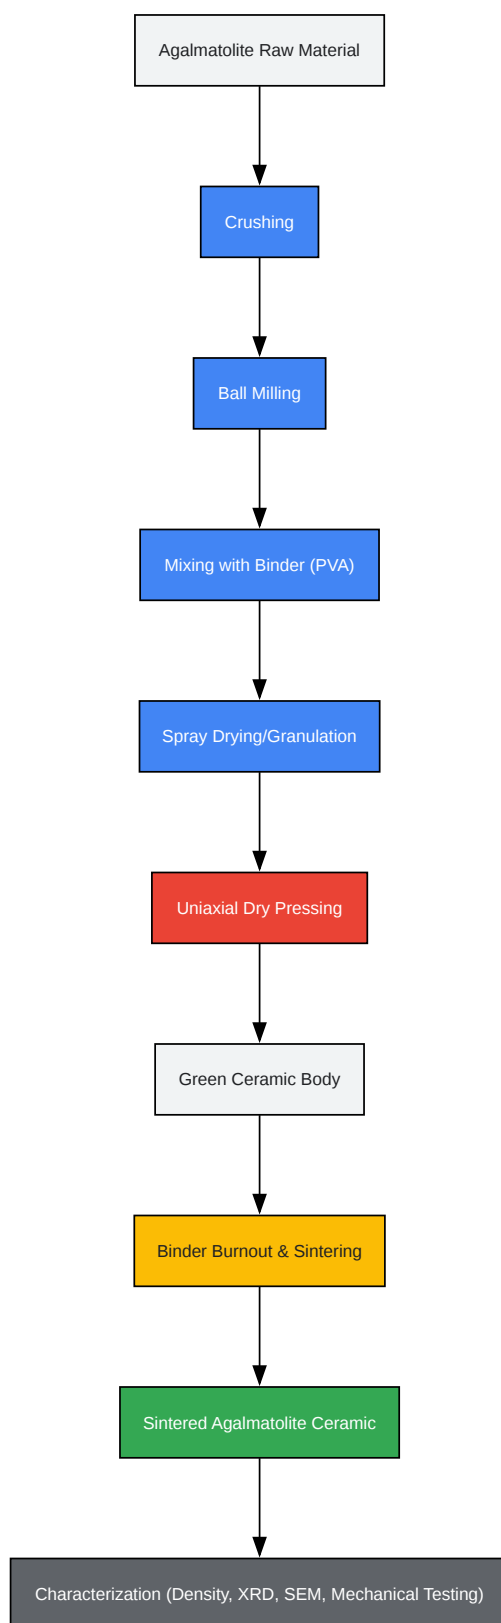 Agalmatolite Raw Material
Crushing
Ball Milling
Mixing with Binder (PVA)
Spray Drying/Granulation
Uniaxial Dry Pressing
Green Ceramic Body
Binder Burnout & Sintering
Sintered Agalmatolite Ceramic
Characterization (Density, XRD, SEM, Mechanical Testing)